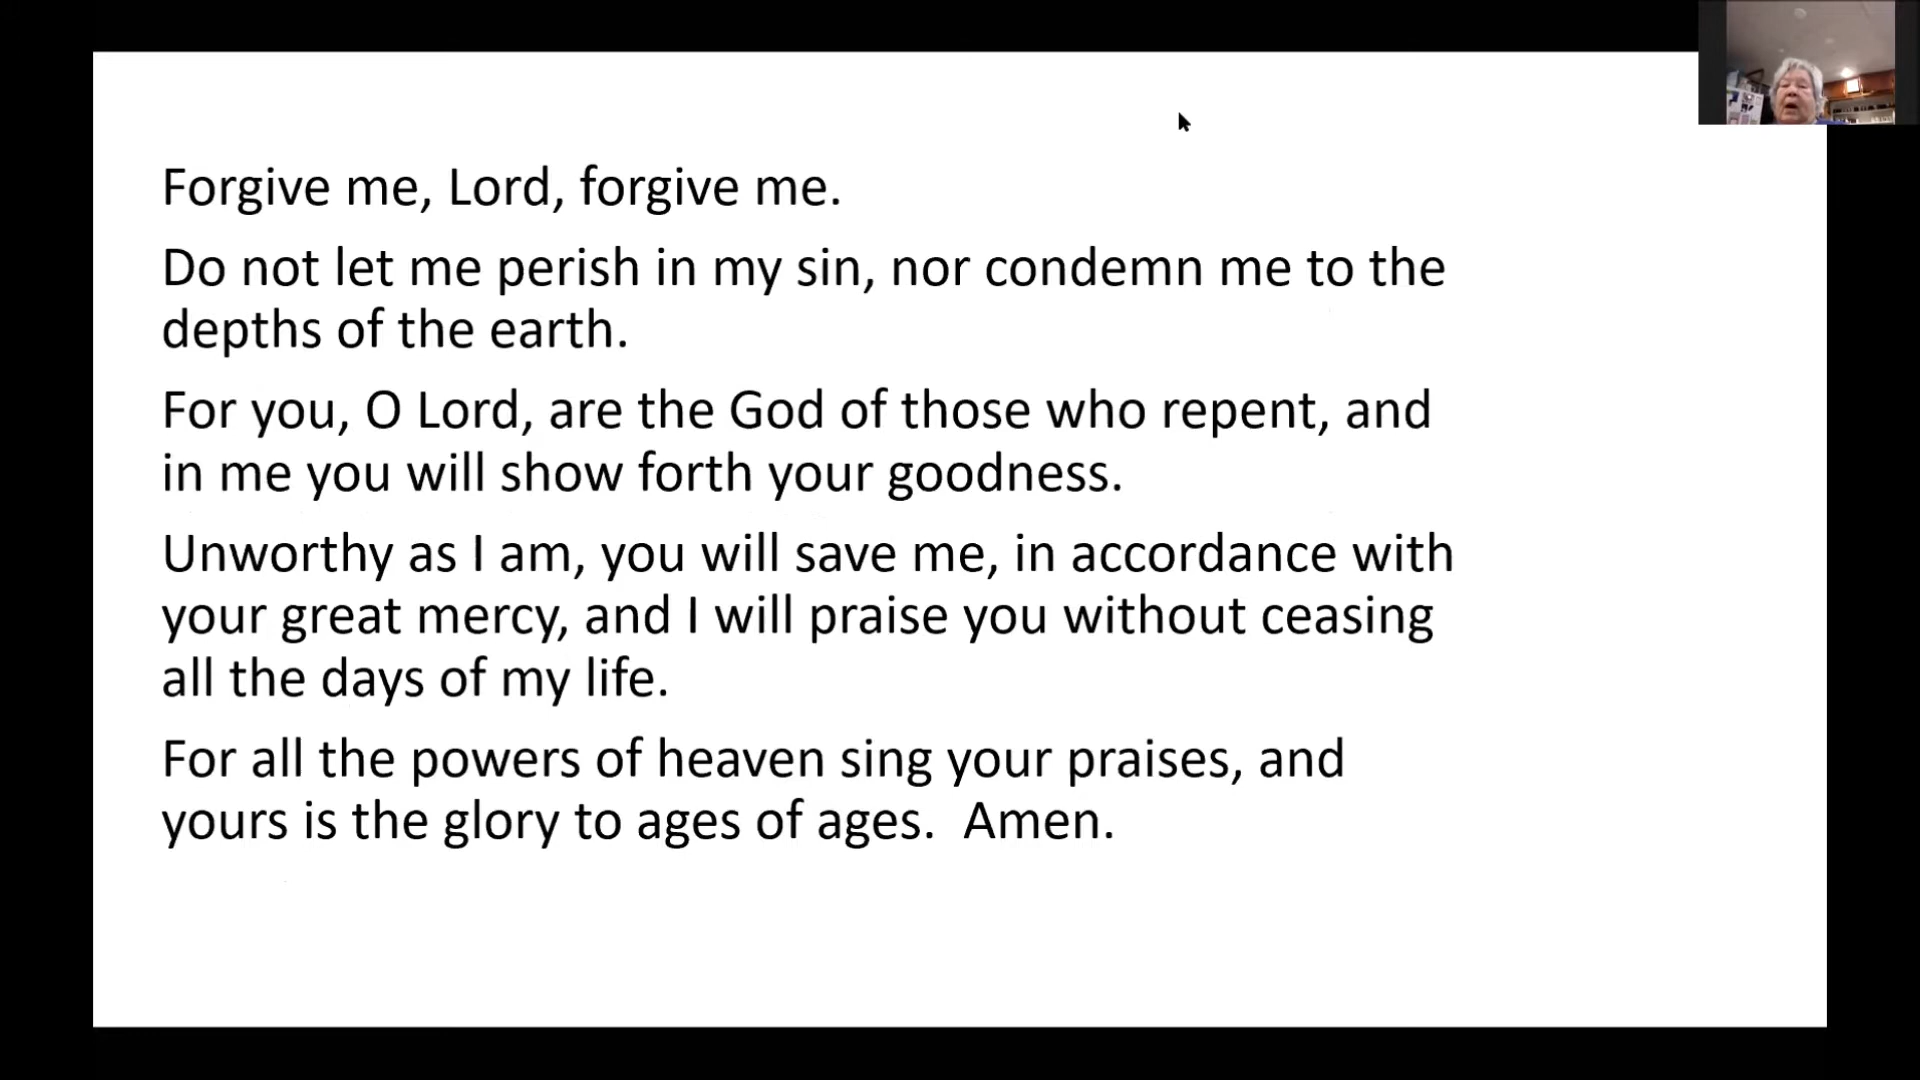 Forgive me, Lord, forgive me.
Do not let me perish in my sin, nor condemn me to the
depths of the earth.
For you, O Lord, are the God of those who repent, and
in me you will show forth your goodness.
Unworthy as I am, you will save me, in accordance with
your great mercy, and I will praise you without ceasing
all the days of my life.
For all the powers of heaven sing your praises, and
yours is the glory to ages of ages.  Amen.